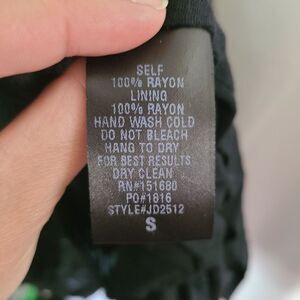 SELF
100% RAYON
LINING
100% RAYON
HAND WASH COLD
DO NOT BLEACH
HANG TO DRY
FOR BEST RESULTS
DRY CLEAN
RN#151680
PO#1816
STYLE#JD2512
S